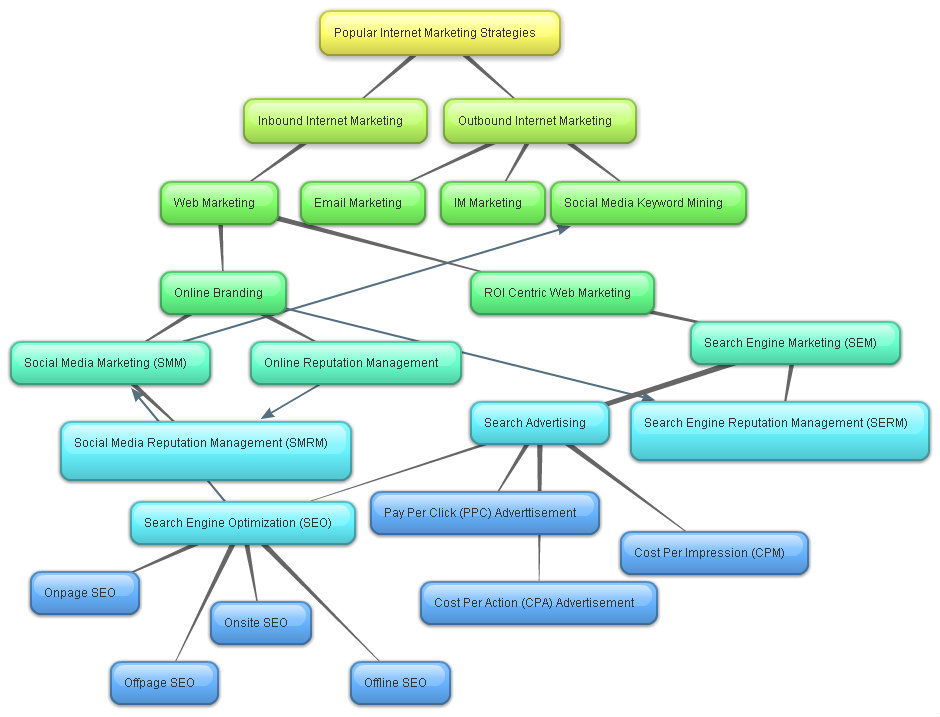 Popular Internet Marketing Strategies
Inbound Internet Marketing
Outbound Internet Marketing
Web Marketing
Email Marketing
IM Marketing
Social Media Keyword Mining
Online Branding
ROI Centric Web Marketing
Search Engine Marketing (SEM)
Social Media Marketing (SMM)
Online Reputation Management
Search Advertising
Search Engine Reputation Management (SERM)
Social Media Reputation Management (SMRM)
Pay Per Click (PPC) Adverttisement
Search Engine Optimization (SEO)
Cost Per Impression (CPM)
Onpage SEO
Cost Per Action (CPA) Advertisement
Onsite SEO
Offpage SEO
Offline SEO